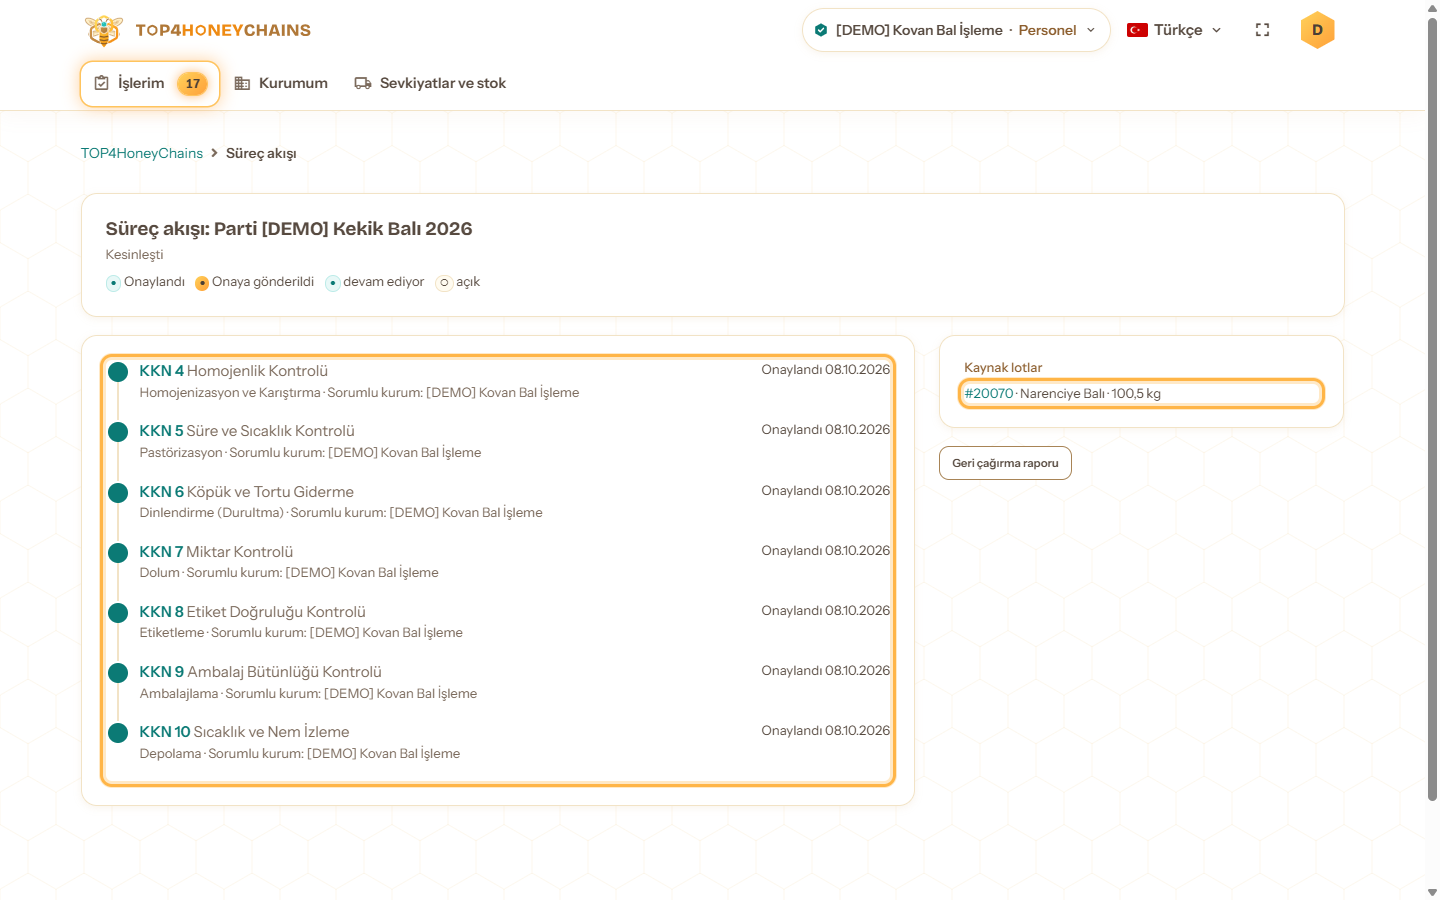 TOP4HONEYCHAINS
[DEMO] Kovan Bal İşleme · Personel
Türkçe
D
İşlerim 17
Kurumum
Sevkiyatlar ve stok
TOP4HoneyChains > Süreç akışı
Süreç akışı: Parti [DEMO] Kekik Balı 2026
Kesinleşti
Onaylandı Onaya gönderildi devam ediyor açık
KKN 4 Homojenlik Kontrolü Onaylandı 08.10.2026
Homojenizasyon ve Karıştırma · Sorumlu kurum: [DEMO] Kovan Bal İşleme
KKN 5 Süre ve Sıcaklık Kontrolü Onaylandı 08.10.2026
Pastörizasyon · Sorumlu kurum: [DEMO] Kovan Bal İşleme
KKN 6 Köpük ve Tortu Giderme Onaylandı 08.10.2026
Dinlendirme (Durultma) · Sorumlu kurum: [DEMO] Kovan Bal İşleme
KKN 7 Miktar Kontrolü Onaylandı 08.10.2026
Dolum · Sorumlu kurum: [DEMO] Kovan Bal İşleme
KKN 8 Etiket Doğruluğu Kontrolü Onaylandı 08.10.2026
Etiketleme · Sorumlu kurum: [DEMO] Kovan Bal İşleme
KKN 9 Ambalaj Bütünlüğü Kontrolü Onaylandı 08.10.2026
Ambalajlama · Sorumlu kurum: [DEMO] Kovan Bal İşleme
KKN 10 Sıcaklık ve Nem İzleme Onaylandı 08.10.2026
Depolama · Sorumlu kurum: [DEMO] Kovan Bal İşleme
Kaynak lotlar
#20070 · Narenciye Balı · 100,5 kg
Geri çağırma raporu